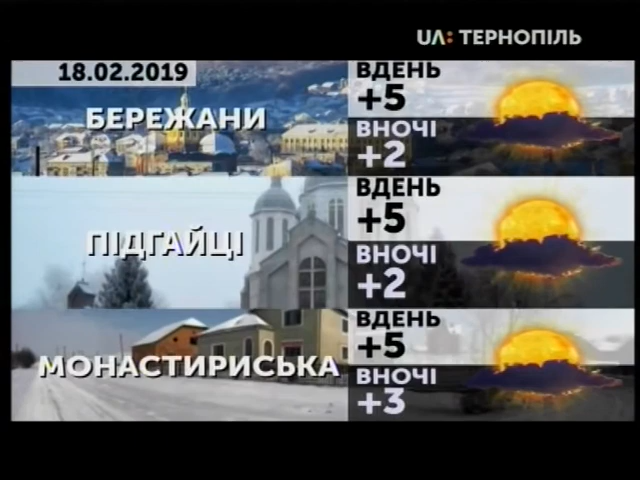 UA: ТЕРНОПІЛЬ
18.02.2019
БЕРЕЖАНИ
ВДЕНЬ
+5
ВНОЧІ
+2
ПІДГАЙЦІ
ВДЕНЬ
+5
ВНОЧІ
+2
МОНАСТИРИСЬКА
ВДЕНЬ
+5
ВНОЧІ
+3